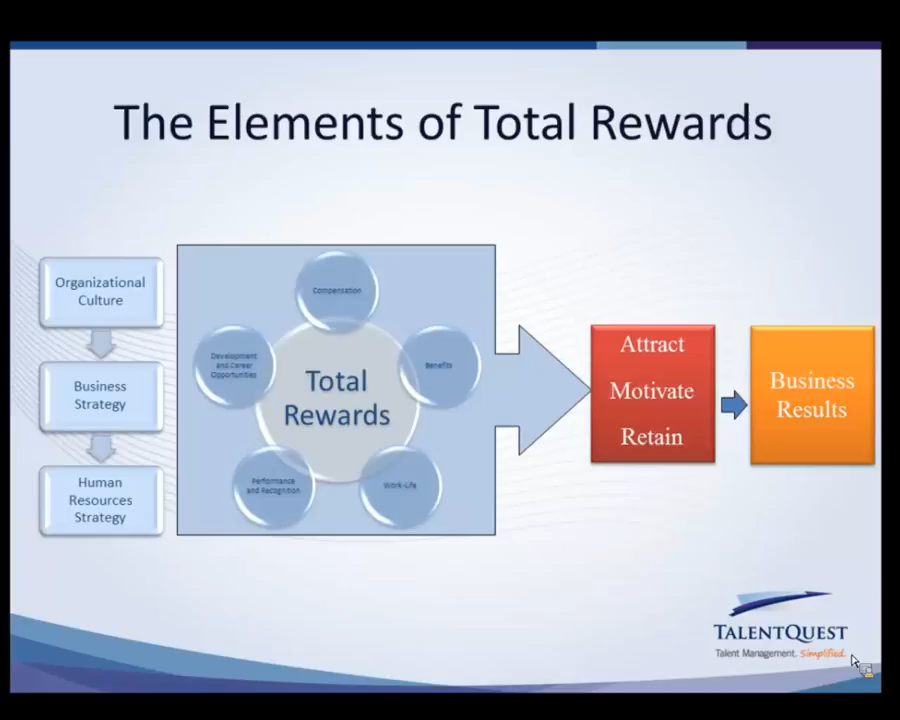 The Elements of Total Rewards
Organizational
Culture
Business
Strategy
Human
Resources
Strategy
Compensation
Development
and Career
Opportunities
Benefits
Total
Rewards
Performance
and Recognition
Work-Life
Attract
Motivate
Retain
Business
Results
TALENTQUEST
Talent Management. Simplified.